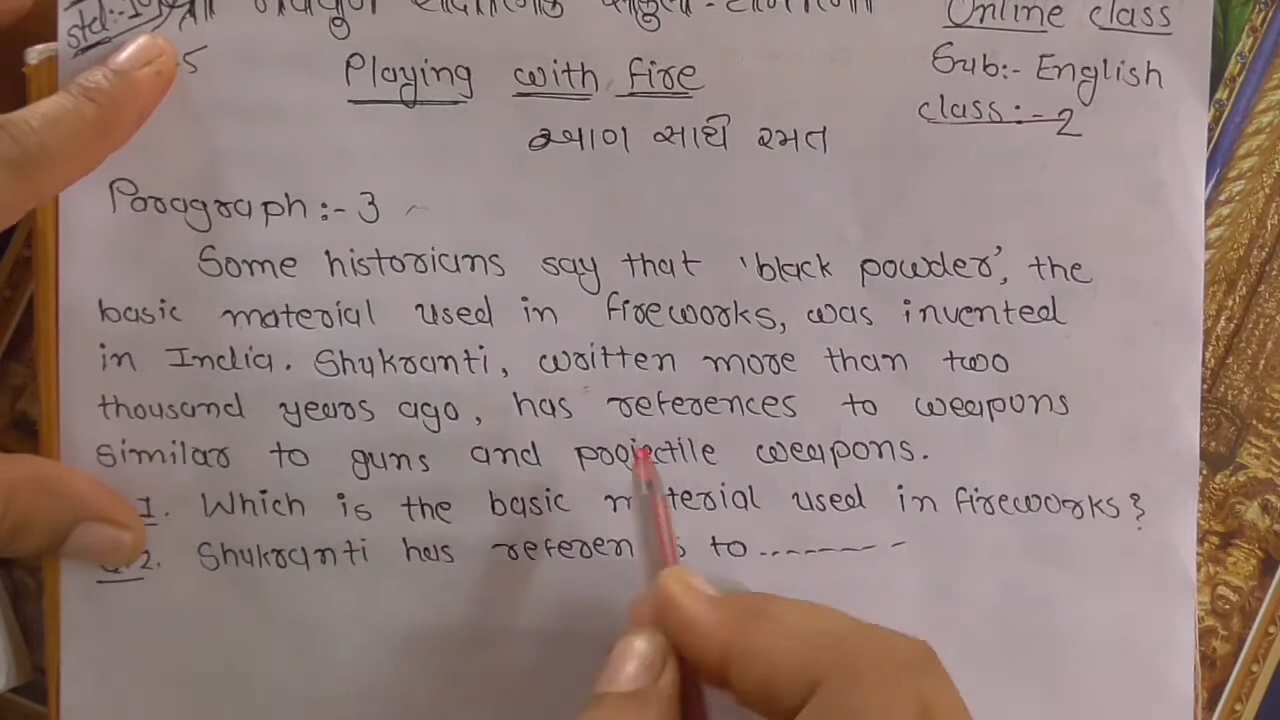 Std:-10
Online class
.5
Playing with fire
Sub:- English
class:-2
આગ સાથે રમત
Paragraph:-3
Some historians say that 'black powder', the
basic material used in fireworks, was invented
in India. Shukranti, written more than two
thousand years ago, has references to weapons
similar to guns and projectile weapons.
1. Which is the basic material used in fireworks?
2. Shukranti has to -------